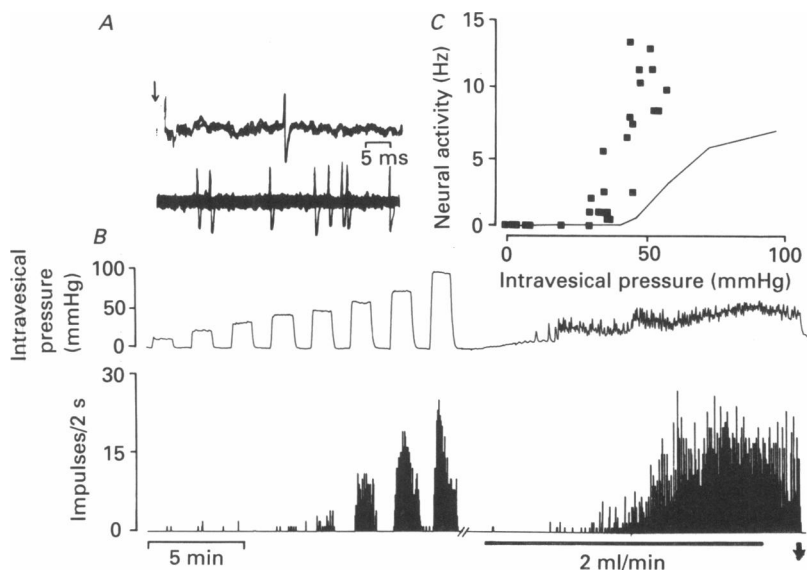 A
5 ms
C
15
10
5
0
Neural activity (Hz)
0
50
100
Intravesical pressure (mmHg)
B
100
50
0
Intravesical
pressure
(mmHg)
30
15
0
Impulses/2 s
5 min
2 ml/min